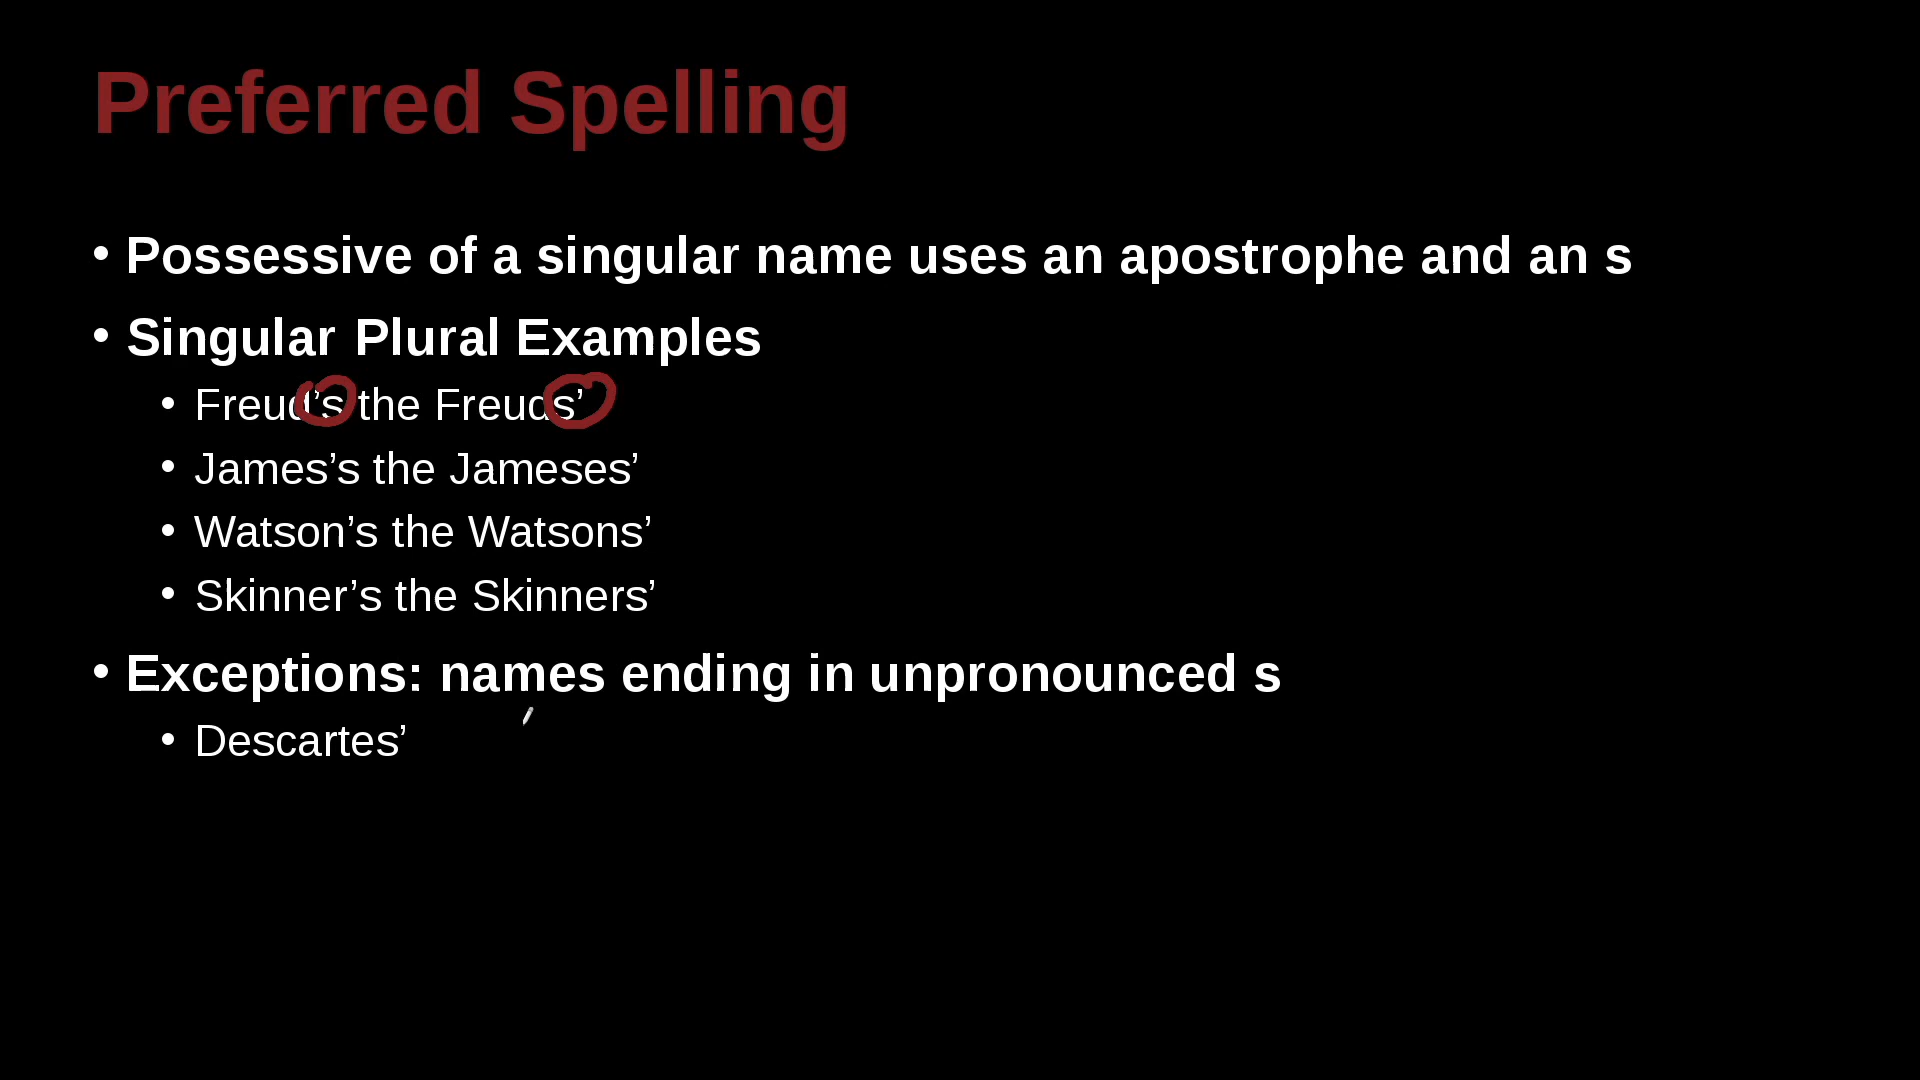 Preferred Spelling
• Possessive of a singular name uses an apostrophe and an s
• Singular Plural Examples
• Freud’s the Freuds’
• James’s the Jameses’
• Watson’s the Watsons’
• Skinner’s the Skinners’
• Exceptions: names ending in unpronounced s
• Descartes’